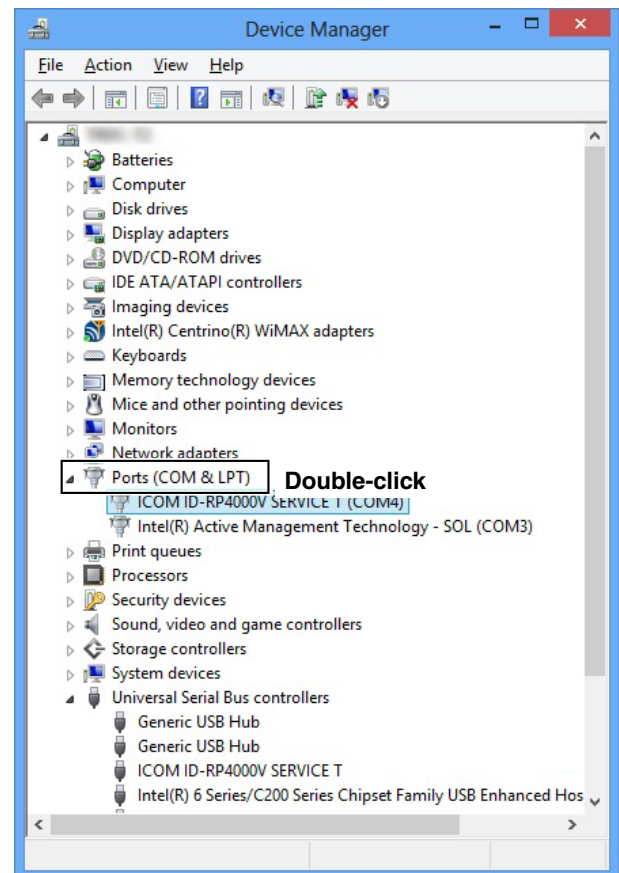 Device Manager
File Action View Help
Batteries
Computer
Disk drives
Display adapters
DVD/CD-ROM drives
IDE ATA/ATAPI controllers
Imaging devices
Intel(R) Centrino(R) WiMAX adapters
Keyboards
Memory technology devices
Mice and other pointing devices
Monitors
Network adapters
Ports (COM & LPT) Double-click
ICOM ID-RP4000V SERVICE T (COM4)
Intel(R) Active Management Technology - SOL (COM3)
Print queues
Processors
Security devices
Sound, video and game controllers
Storage controllers
System devices
Universal Serial Bus controllers
Generic USB Hub
Generic USB Hub
ICOM ID-RP4000V SERVICE T
Intel(R) 6 Series/C200 Series Chipset Family USB Enhanced Hos